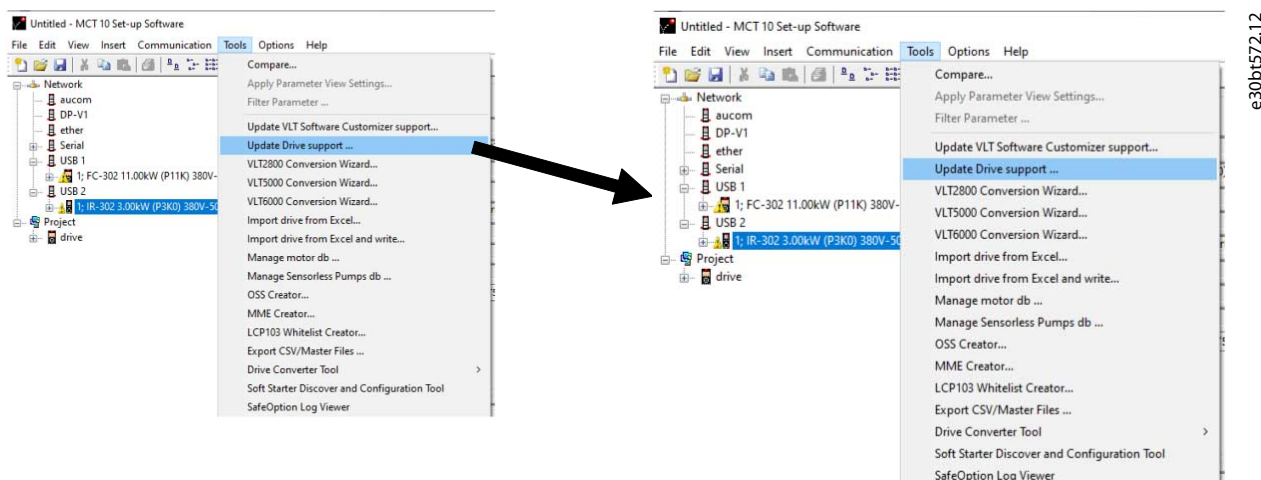 Untitled - MCT 10 Set-up Software
File Edit View Insert Communication Tools Options Help
Network
aucom
DP-V1
ether
Serial
USB 1
1; FC-302 11.00kW (P11K) 380V-
USB 2
1; IR-302 3.00kW (P3K0) 380V-50
Project
drive
Compare...
Apply Parameter View Settings...
Filter Parameter ...
Update VLT Software Customizer support...
Update Drive support ...
VLT2800 Conversion Wizard...
VLT5000 Conversion Wizard...
VLT6000 Conversion Wizard...
Import drive from Excel...
Import drive from Excel and write...
Manage motor db ...
Manage Sensorless Pumps db ...
OSS Creator...
MME Creator...
LCP103 Whitelist Creator...
Export CSV/Master Files ...
Drive Converter Tool
Soft Starter Discover and Configuration Tool
SafeOption Log Viewer
Untitled - MCT 10 Set-up Software
File Edit View Insert Communication Tools Options Help
Network
aucom
DP-V1
ether
Serial
USB 1
1; FC-302 11.00kW (P11K) 380V-
USB 2
1; IR-302 3.00kW (P3K0) 380V-50
Project
drive
Compare...
Apply Parameter View Settings...
Filter Parameter ...
Update VLT Software Customizer support...
Update Drive support ...
VLT2800 Conversion Wizard...
VLT5000 Conversion Wizard...
VLT6000 Conversion Wizard...
Import drive from Excel...
Import drive from Excel and write...
Manage motor db ...
Manage Sensorless Pumps db ...
OSS Creator...
MME Creator...
LCP103 Whitelist Creator...
Export CSV/Master Files ...
Drive Converter Tool
Soft Starter Discover and Configuration Tool
SafeOption Log Viewer
e30bt572.12